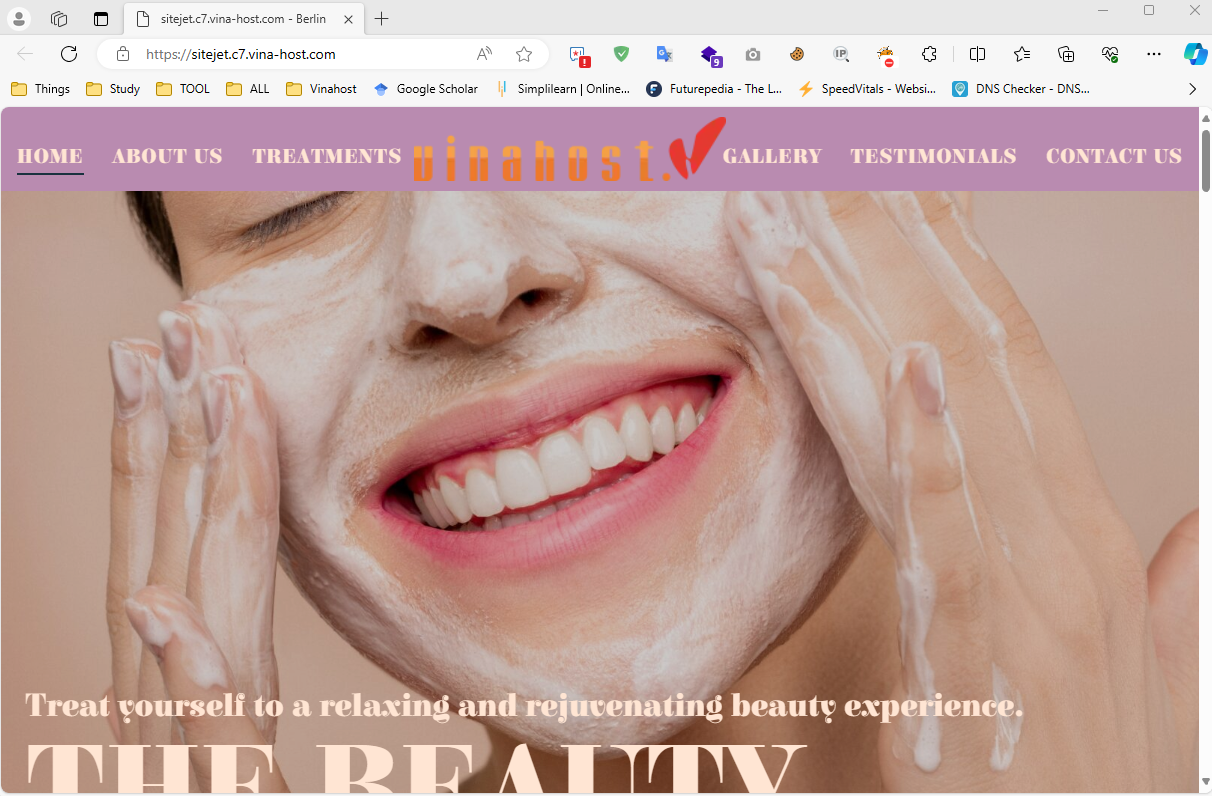 sitejet.c7.vina-host.com - Berlin
https://sitejet.c7.vina-host.com
A
!
9
IP
Things
Study
TOOL
ALL
Vinahost
Google Scholar
Simplilearn | Online...
Futurepedia - The L...
SpeedVitals - Websi...
DNS Checker - DNS...
HOME ABOUT US TREATMENTS vinahost. GALLERY TESTIMONIALS CONTACT US
Treat yourself to a relaxing and rejuvenating beauty experience.
THE BEAUTY